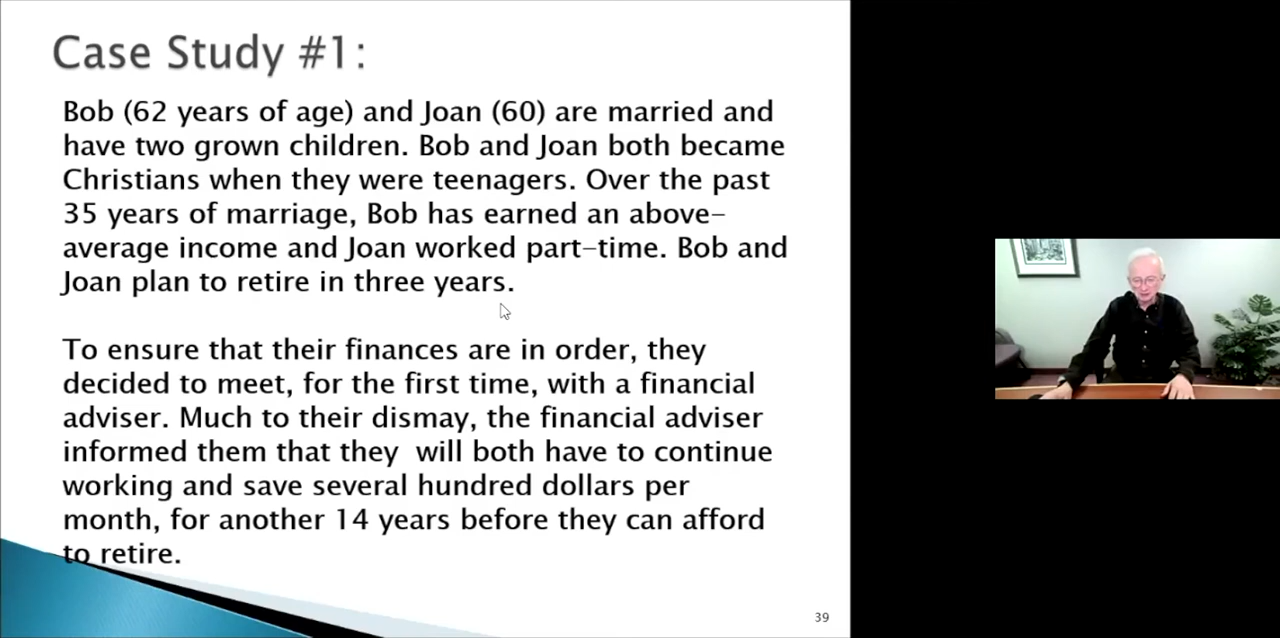 Case Study #1:
Bob (62 years of age) and Joan (60) are married and
have two grown children. Bob and Joan both became
Christians when they were teenagers. Over the past
35 years of marriage, Bob has earned an above-
average income and Joan worked part-time. Bob and
Joan plan to retire in three years.
To ensure that their finances are in order, they
decided to meet, for the first time, with a financial
adviser. Much to their dismay, the financial adviser
informed them that they  will both have to continue
working and save several hundred dollars per
month, for another 14 years before they can afford
to retire.
39